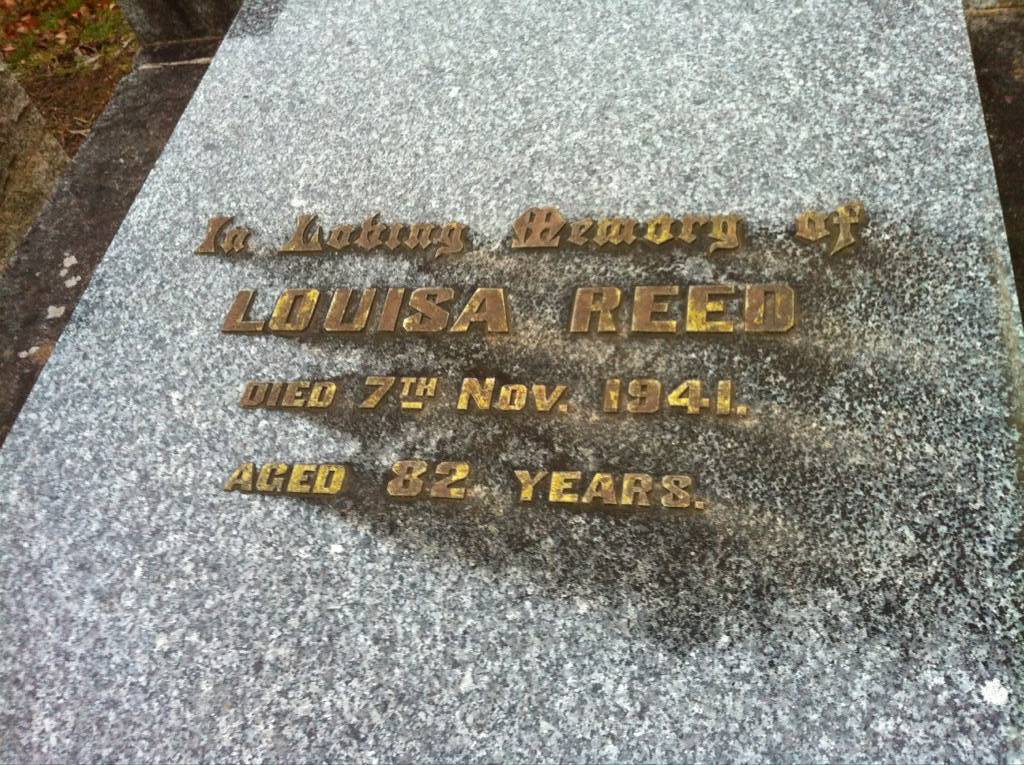 In Loving Memory of
LOUISA REED
DIED 7TH NOV. 1941.
AGED 82 YEARS.